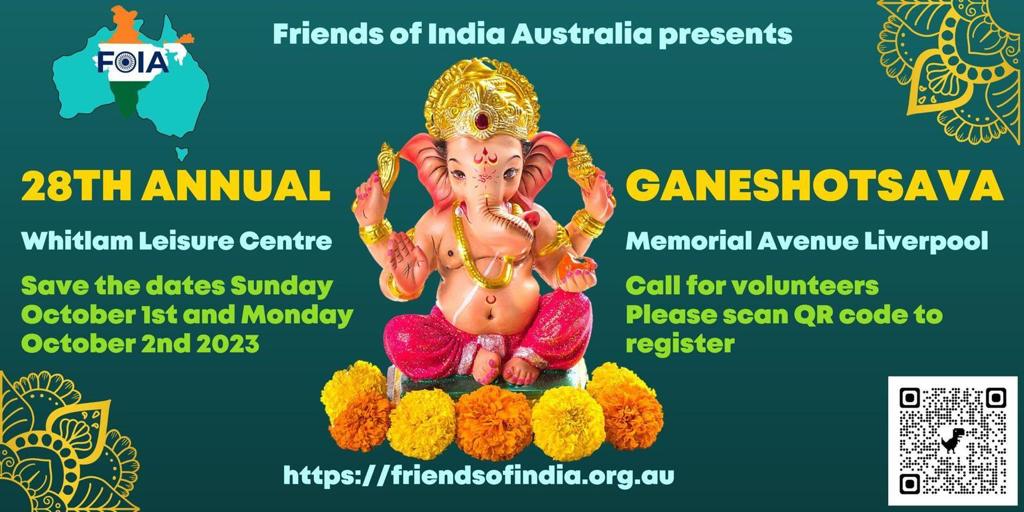 FOIA
Friends of India Australia presents
28TH ANNUAL
GANESHOTSAVA
Whitlam Leisure Centre
Memorial Avenue Liverpool
Save the dates Sunday
October 1st and Monday
October 2nd 2023
Call for volunteers
Please scan QR code to
register
https://friendsofindia.org.au